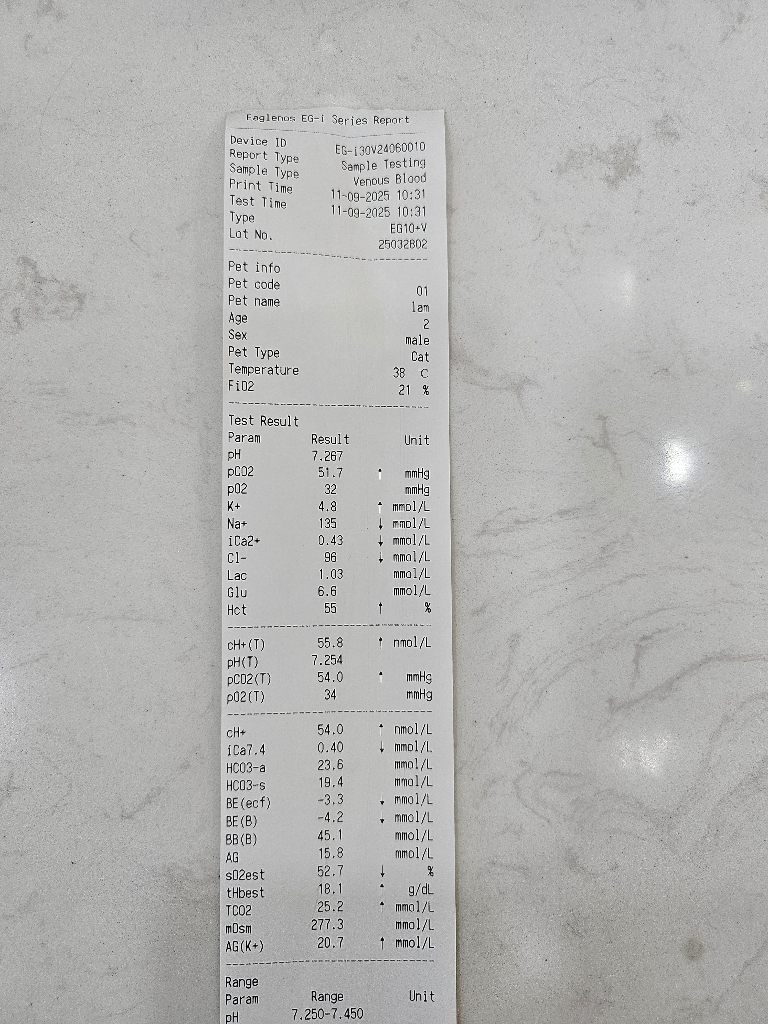 Eaglenos EG-i Series Report
Device ID EG-i30V24060010
Report Type Sample Testing
Sample Type Venous Blood
Print Time 11-09-2025 10:31
Test Time 11-09-2025 10:31
Type EG10+V
Lot No. 25032802
Pet info
Pet code 01
Pet name lam
Age 2
Sex male
Pet Type Cat
Temperature 38 C
FiO2 21 %
Test Result
Param Result Unit
pH 7.267
pCO2 51.7 ↑ mmHg
pO2 32 mmHg
K+ 4.8 ↑ mmol/L
Na+ 135 ↓ mmol/L
iCa2+ 0.43 ↓ mmol/L
Cl- 96 ↓ mmol/L
Lac 1.03 mmol/L
Glu 6.6 mmol/L
Hct 55 ↑ %
cH+(T) 55.8 ↑ nmol/L
pH(T) 7.254
pCO2(T) 54.0 ↑ mmHg
pO2(T) 34 mmHg
cH+ 54.0 ↑ nmol/L
iCa7.4 0.40 ↓ mmol/L
HCO3-a 23.6 mmol/L
HCO3-s 19.4 mmol/L
BE(ecf) -3.3 ↓ mmol/L
BE(B) -4.2 ↓ mmol/L
BB(B) 45.1 mmol/L
AG 15.8 mmol/L
sO2est 52.7 ↓ %
tHbest 18.1 ↑ g/dL
TCO2 25.2 ↑ mmol/L
mOsm 277.3 mmol/L
AG(K+) 20.7 ↑ mmol/L
Range
Param Range Unit
pH 7.250-7.450